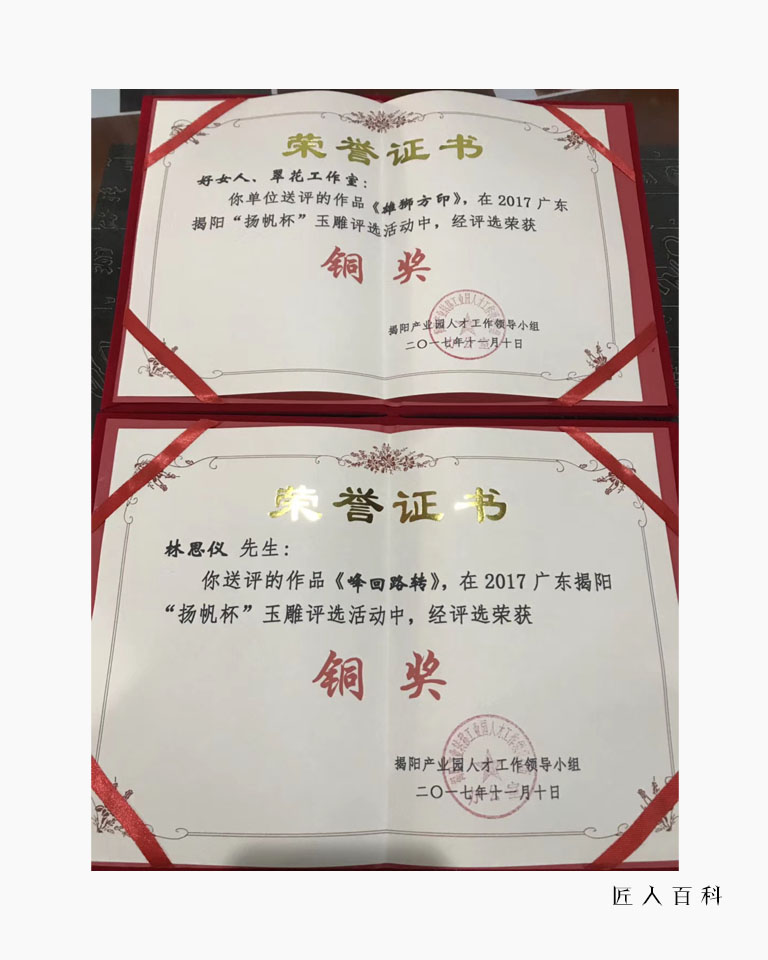 荣誉证书
好女人、翠花工作室：
你单位送评的作品《雄狮方印》，在2017广东
揭阳“扬帆杯”玉雕评选活动中，经评选荣获
铜奖
揭阳产业园人才工作领导小组
二〇一七年十一月十日
荣誉证书
林思仪 先生：
你送评的作品《峰回路转》，在2017广东揭阳
“扬帆杯”玉雕评选活动中，经评选荣获
铜奖
揭阳产业园人才工作领导小组
二〇一七年十一月十日
匠人百科